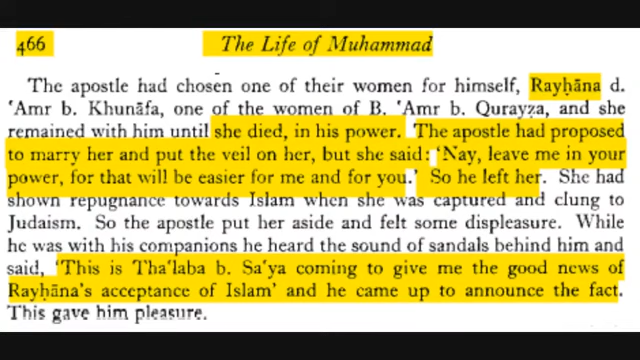 466 The Life of Muhammad
The apostle had chosen one of their women for himself, Rayḥāna d.
'Amr b. Khunāfa, one of the women of B. 'Amr b. Qurayẓa, and she
remained with him until she died, in his power. The apostle had proposed
to marry her and put the veil on her, but she said: 'Nay, leave me in your
power, for that will be easier for me and for you.' So he left her. She had
shown repugnance towards Islam when she was captured and clung to
Judaism. So the apostle put her aside and felt some displeasure. While
he was with his companions he heard the sound of sandals behind him and
said, 'This is Tha'laba b. Sa'ya coming to give me the good news of
Rayḥāna's acceptance of Islam' and he came up to announce the fact.
This gave him pleasure.